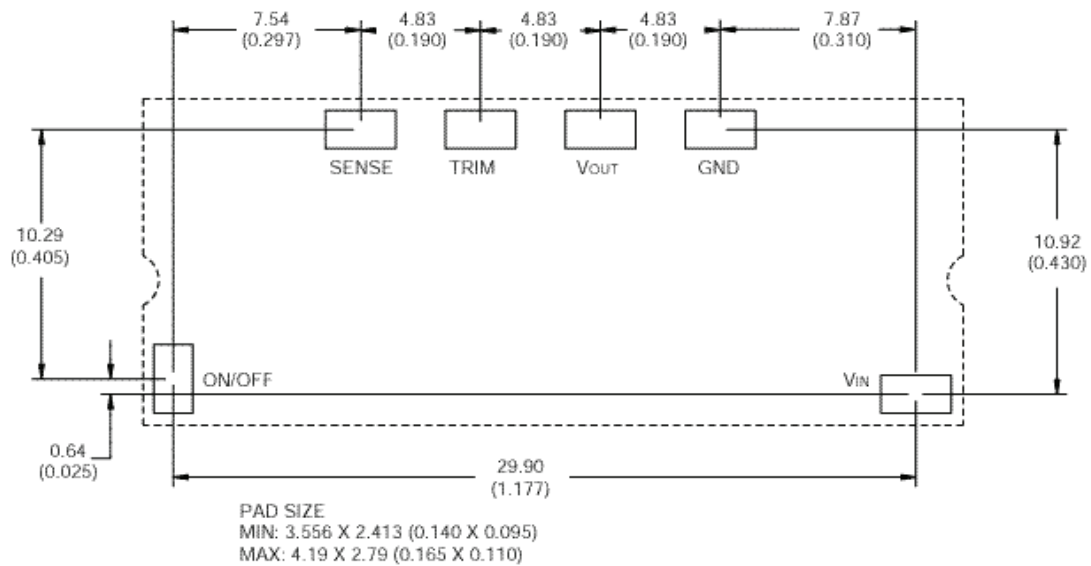 7.54 4.83 4.83 4.83 7.87
(0.297) (0.190) (0.190) (0.190) (0.310)
SENSE TRIM VOUT GND
10.29
(0.405)
10.92
(0.430)
ON/OFF VIN
0.64
(0.025)
29.90
(1.177)
PAD SIZE
MIN: 3.556 X 2.413 (0.140 X 0.095)
MAX: 4.19 X 2.79 (0.165 X 0.110)